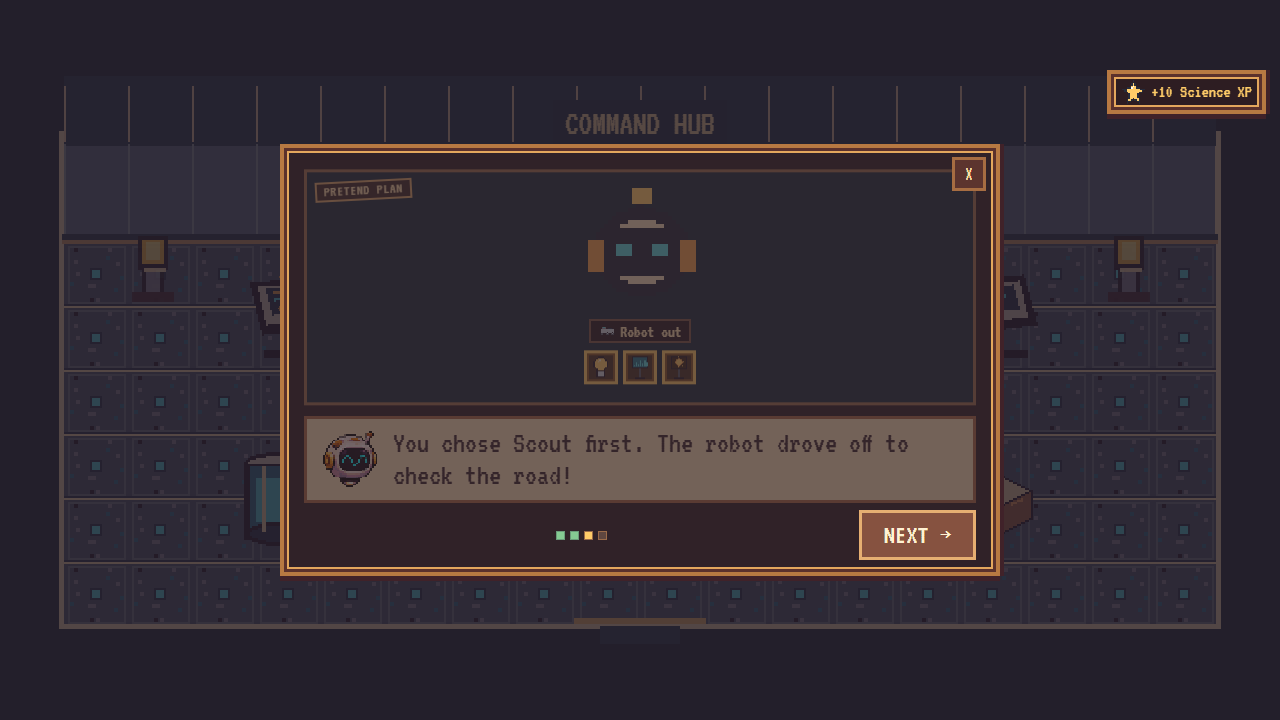 +10 Science XP
COMMAND HUB
X
PRETEND PLAN
Robot out
You chose Scout first. The robot drove off to
check the road!
NEXT →